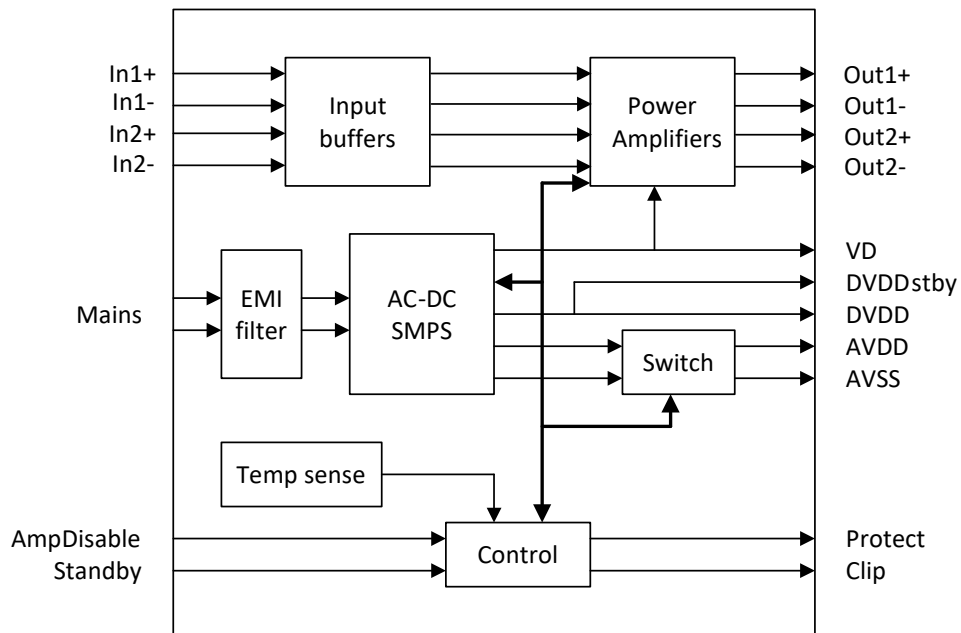 In1+
In1-
In2+
In2-
Input
buffers
Power
Amplifiers
Out1+
Out1-
Out2+
Out2-
Mains
EMI
filter
AC-DC
SMPS
Switch
VD
DVDDstby
DVDD
AVDD
AVSS
Temp sense
AmpDisable
Standby
Control
Protect
Clip